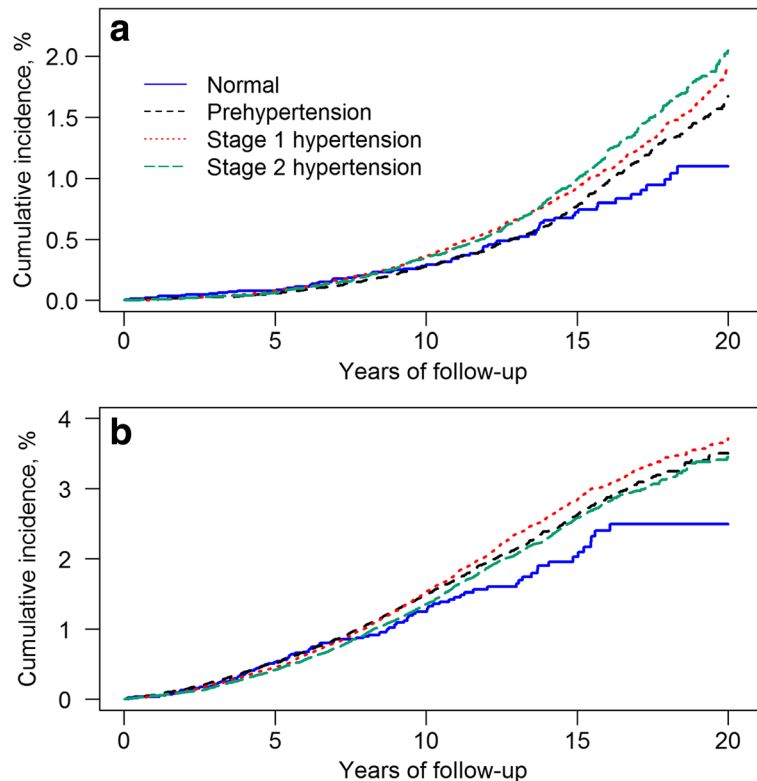 a
Cumulative incidence, %
2.0
1.5
1.0
0.5
0.0
Normal
Prehypertension
Stage 1 hypertension
Stage 2 hypertension
0 5 10 15 20
Years of follow-up
b
Cumulative incidence, %
4
3
2
1
0
0 5 10 15 20
Years of follow-up